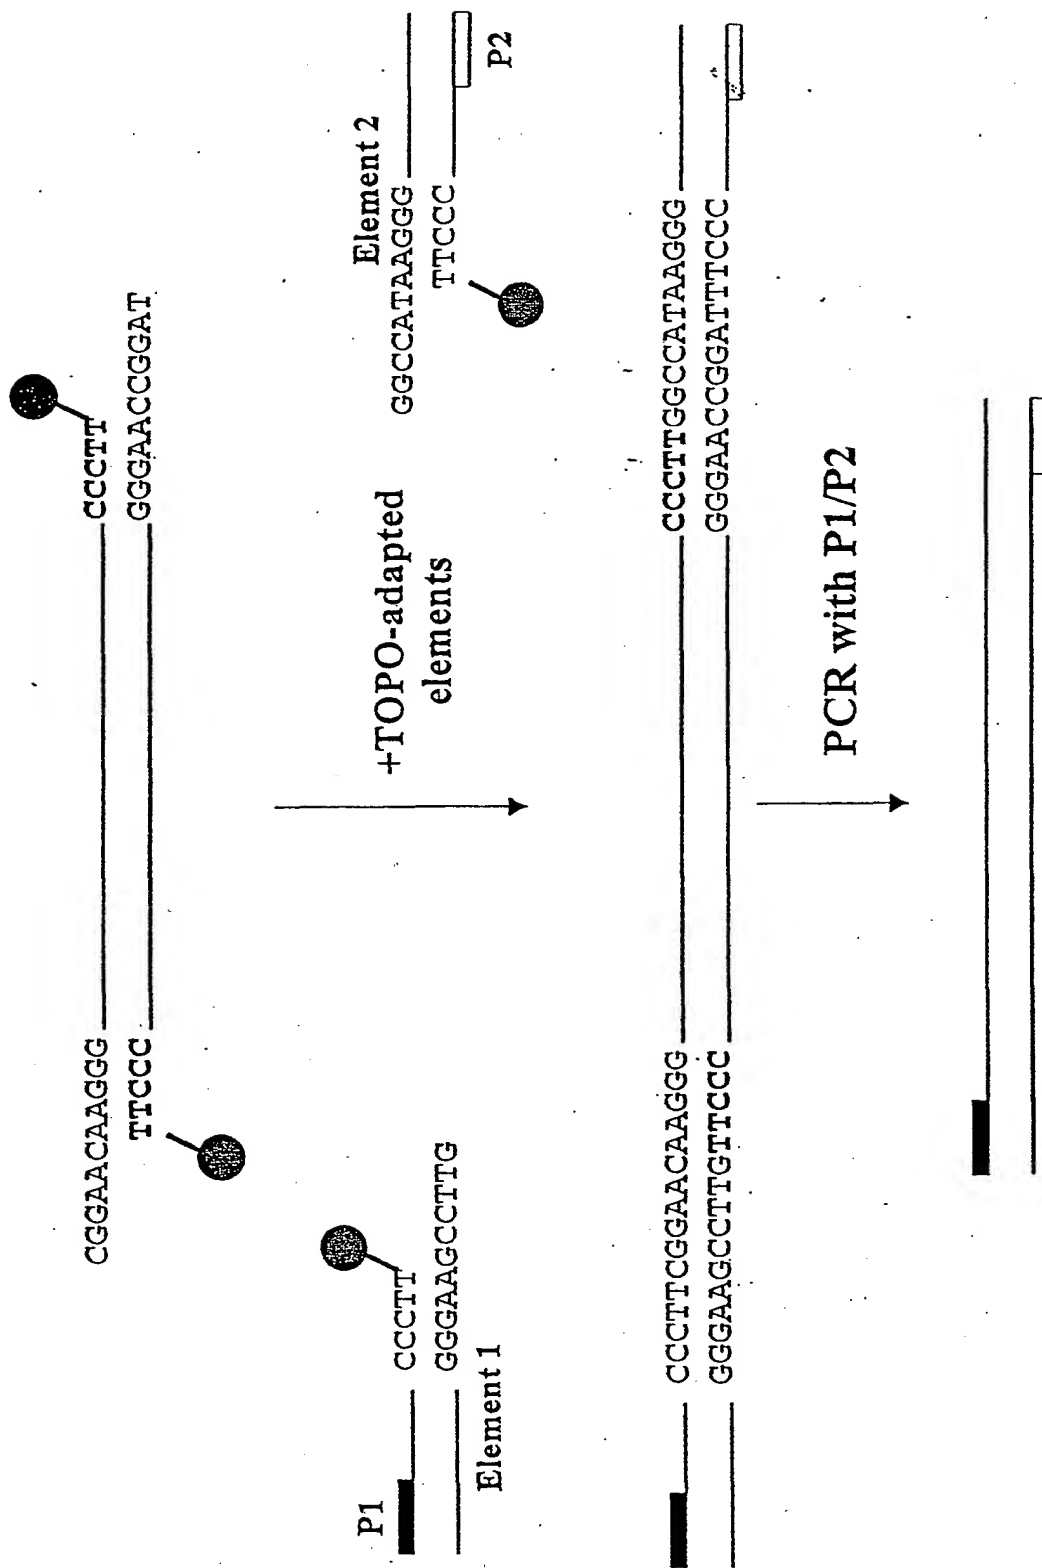 CCCTT
GGGAACCGGAT
CGGAACAAGGG
TTCCC
+TOPO-adapted
elements
P1
CCCTT
GGGAAGCCTTG
Element 1
Element 2
GGCCATAAGGG
TTCCC
P2
CCCTTCGGAACAAGGG
GGGAAGCCTTGTTCCC
CCCTTGGCCATAAGGG
GGGAACCGGATTTCCC
PCR with P1/P2